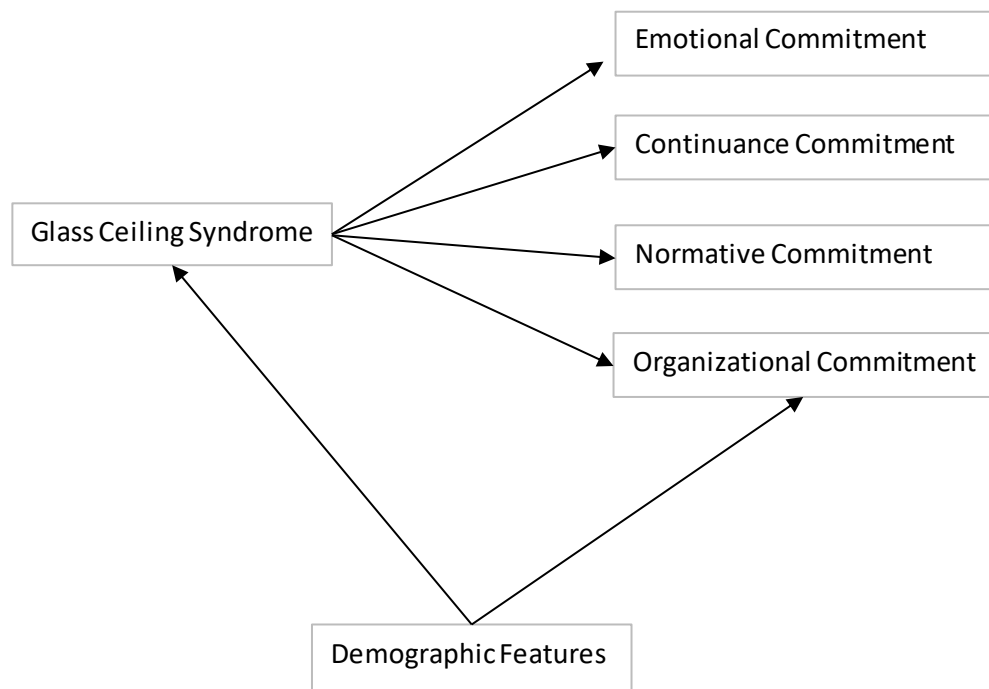 Emotional Commitment
Continuance Commitment
Glass Ceiling Syndrome
Normative Commitment
Organizational Commitment
Demographic Features